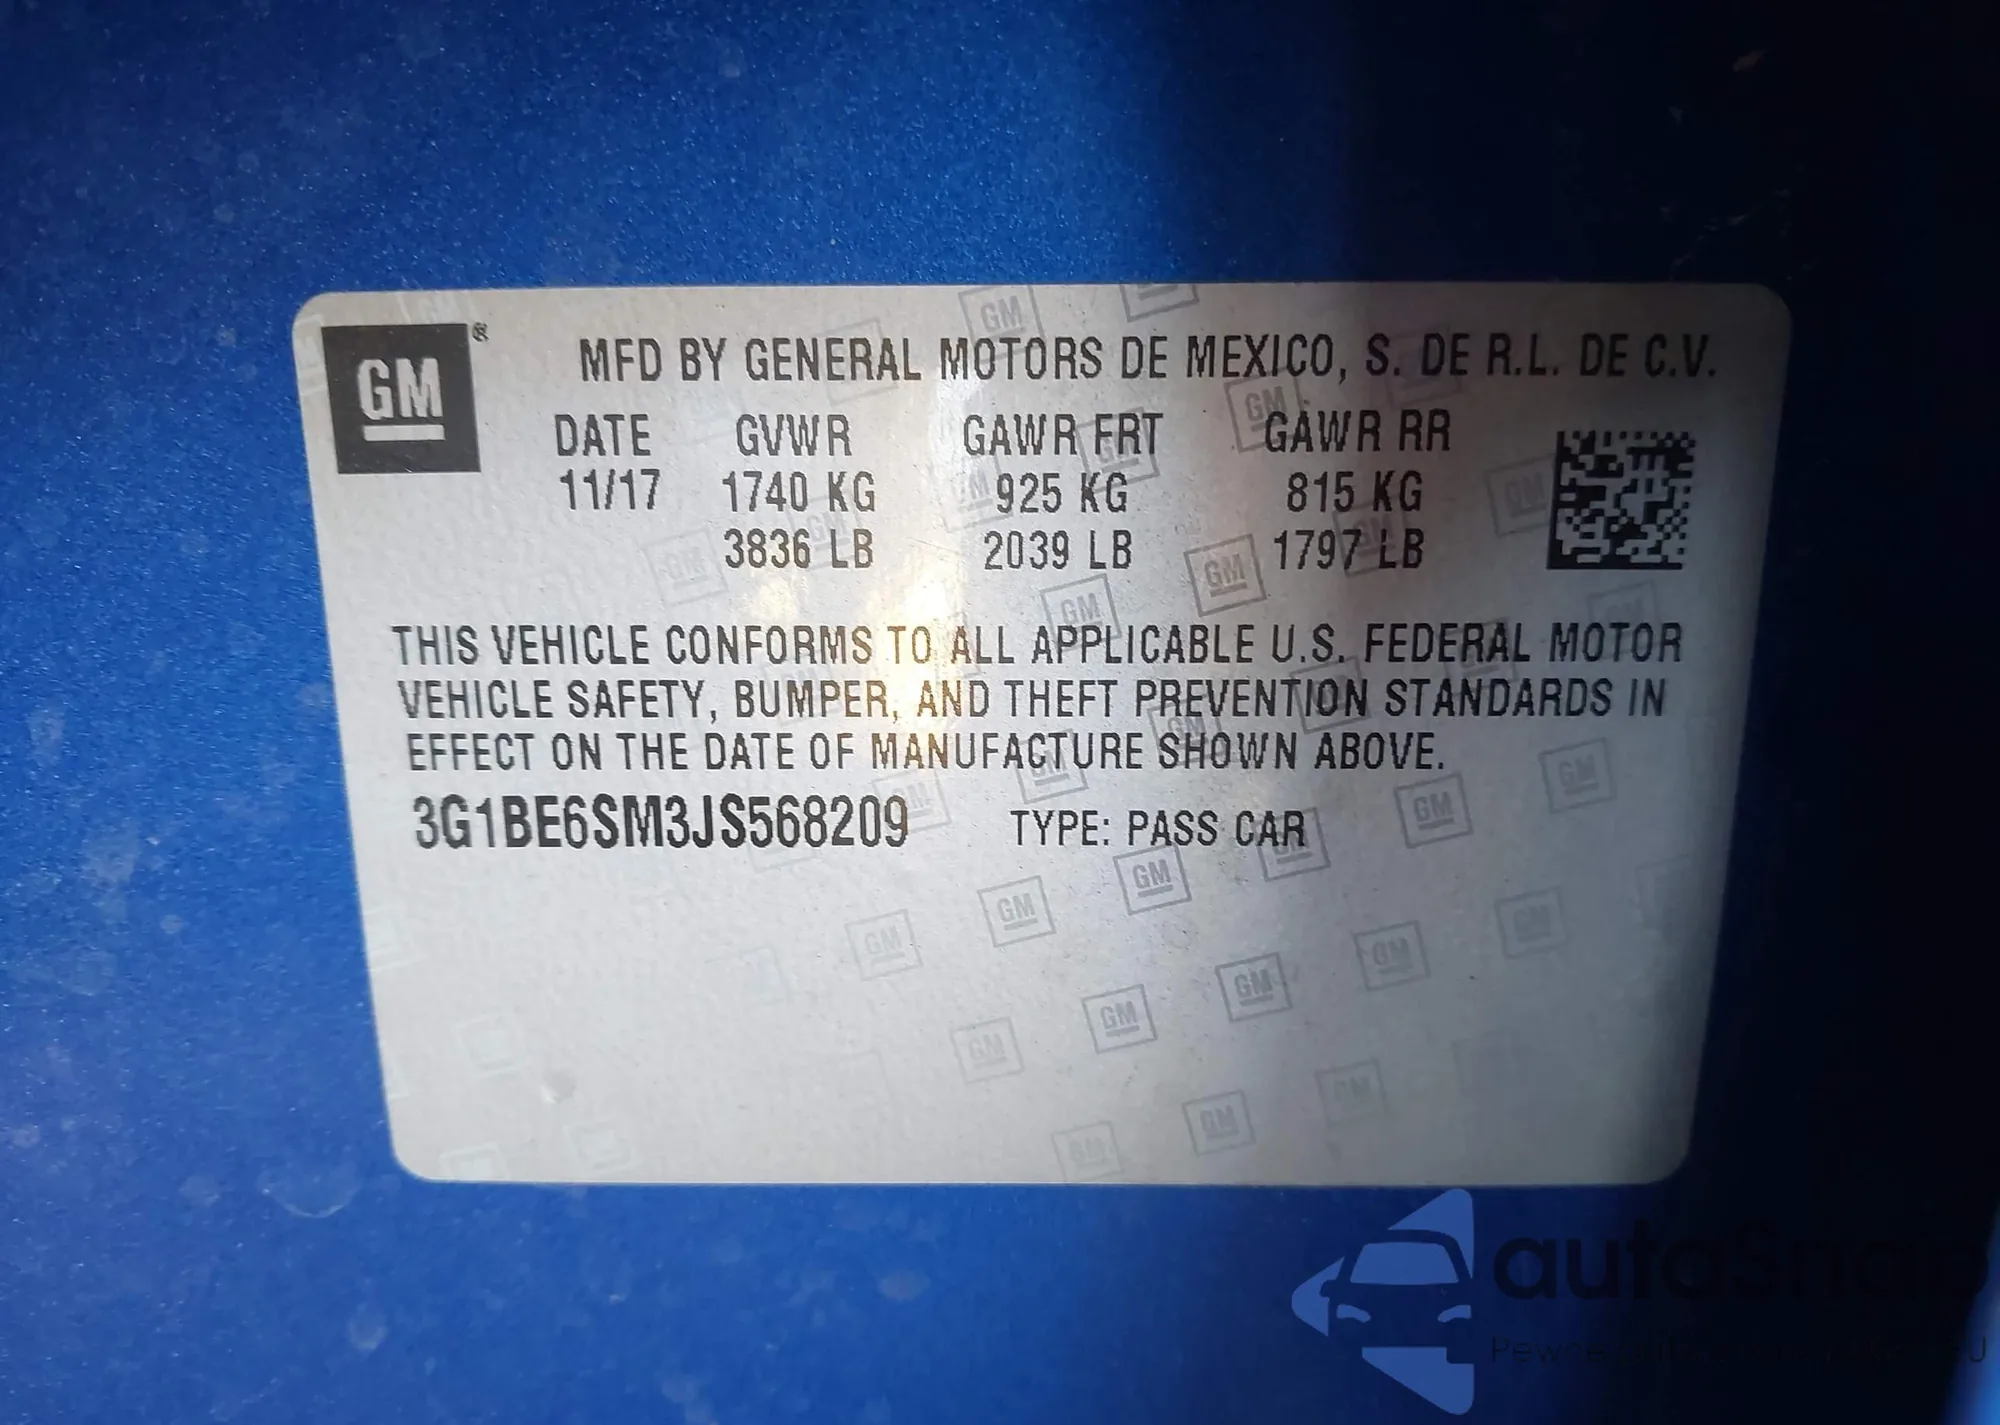 GM ®
MFD BY GENERAL MOTORS DE MEXICO, S. DE R.L. DE C.V.
DATE GVWR GAWR FRT GAWR RR
11/17 1740 KG 925 KG 815 KG
3836 LB 2039 LB 1797 LB
THIS VEHICLE CONFORMS TO ALL APPLICABLE U.S. FEDERAL MOTOR
VEHICLE SAFETY, BUMPER, AND THEFT PREVENTION STANDARDS IN
EFFECT ON THE DATE OF MANUFACTURE SHOWN ABOVE.
3G1BE6SM3JS568209 TYPE: PASS CAR
autoSnap